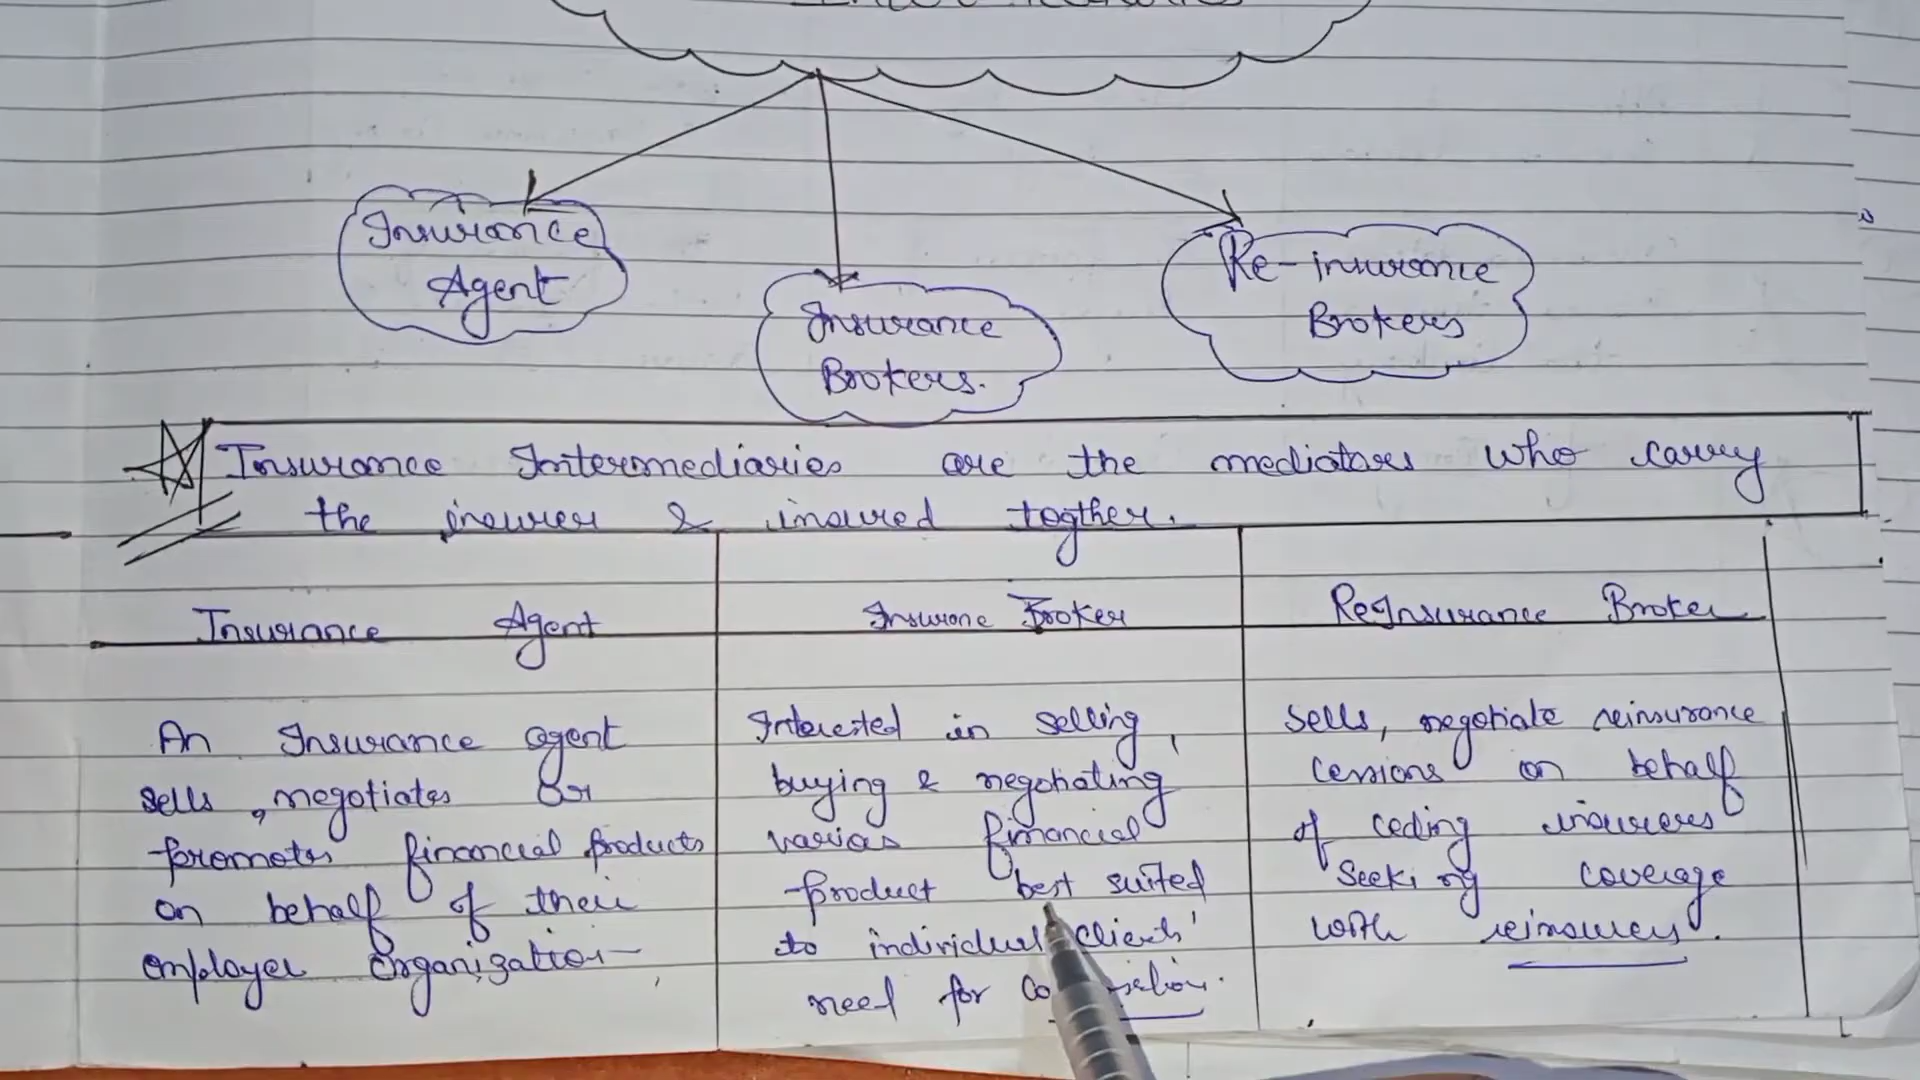 Insurance
Agent
Insurance
Brokers.
Re-insurance
Brokers
Insurance Intermediaries are the mediators who carry
the insurer & insured togther.
Insurance Agent
Insurane Broker
ReInsurance Broker
An Insurance agent
sells, negotiates or
promotes financial products
on behalf of their
employer organization
Interested in selling,
buying & negotiating
various financial
product best suited
to individual clients'
need for
sells, negotiate reinsurance
cessions on behalf
of ceding insurers
seeking coverage
with reinsurers.